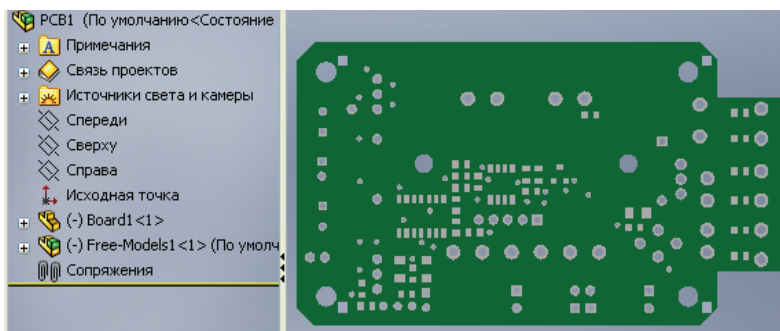 PCB1 (По умолчанию<Состояние
Примечания
Связь проектов
Источники света и камеры
Спереди
Сверху
Справа
Исходная точка
(-) Board1<1>
(-) Free-Models1<1> (По умолч
Сопряжения